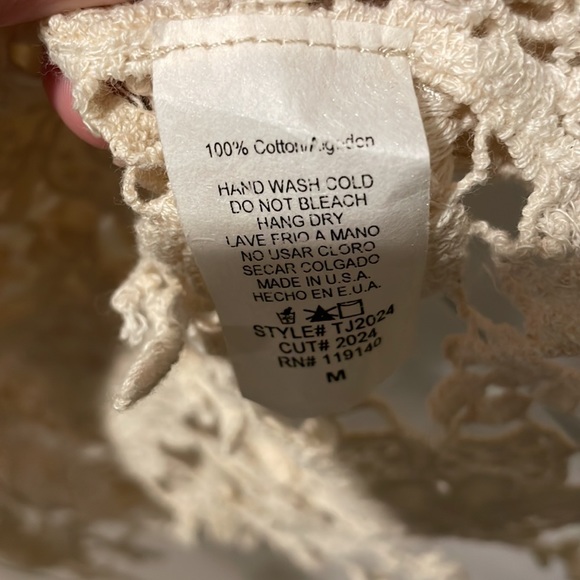 100% Cotton/Algodon
HAND WASH COLD
DO NOT BLEACH
HANG DRY
LAVE FRIO A MANO
NO USAR CLORO
SECAR COLGADO
MADE IN U.S.A.
HECHO EN E.U.A.
STYLE# TJ2024
CUT# 2024
RN# 119140
M